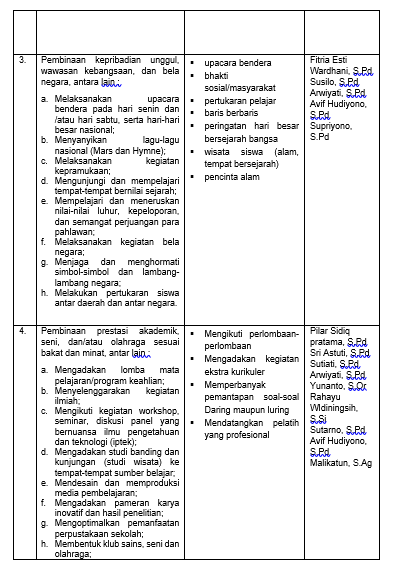 3.
Pembinaan kepribadian unggul,
wawasan kebangsaan, dan bela
negara, antara lain :
a. Melaksanakan upacara
bendera pada hari senin dan
/atau hari sabtu, serta hari-hari
besar nasional;
b. Menyanyikan lagu-lagu
nasional (Mars dan Hymne);
c. Melaksanakan kegiatan
kepramukaan;
d. Mengunjungi dan mempelajari
tempat-tempat bernilai sejarah;
e. Mempelajari dan meneruskan
nilai-nilai luhur, kepeloporan,
dan semangat perjuangan para
pahlawan;
f. Melaksanakan kegiatan bela
negara;
g. Menjaga dan menghormati
simbol-simbol dan lambang-
lambang negara;
h. Melakukan pertukaran siswa
antar daerah dan antar negara.
▪ upacara bendera
▪ bhakti
sosial/masyarakat
▪ pertukaran pelajar
▪ baris berbaris
▪ peringatan hari besar
bersejarah bangsa
▪ wisata siswa (alam,
tempat bersejarah)
▪ pencinta alam
Fitria Esti
Wardhani, S.Pd
Susilo, S.Pd
Arwiyati, S.Pd
Avif Hudiyono,
S.Pd
Supriyono,
S.Pd
4.
Pembinaan prestasi akademik,
seni, dan/atau olahraga sesuai
bakat dan minat, antar lain :
a. Mengadakan lomba mata
pelajaran/program keahlian;
b. Menyelenggarakan kegiatan
ilmiah;
c. Mengikuti kegiatan workshop,
seminar, diskusi panel yang
bernuansa ilmu pengetahuan
dan teknologi (iptek);
d. Mengadakan studi banding dan
kunjungan (studi wisata) ke
tempat-tempat sumber belajar;
e. Mendesain dan memproduksi
media pembelajaran;
f. Mengadakan pameran karya
inovatif dan hasil penelitian;
g. Mengoptimalkan pemanfaatan
perpustakaan sekolah;
h. Membentuk klub sains, seni dan
olahraga;
▪ Mengikuti perlombaan-
perlombaan
▪ Mengadakan kegiatan
ekstra kurikuler
▪ Memperbanyak
pemantapan soal-soal
Daring maupun luring
▪ Mendatangkan pelatih
yang profesional
Pilar Sidiq
pratama, S.Pd
Sri Astuti, S.Pd
Sutiati, S.Pd
Arwiyati, S.Pd
Yunanto, S.Or
Rahayu
WIdiningsih,
S.Si
Sutarno, S.Pd
Avif Hudiyono,
S.Pd
Malikatun, S.Ag